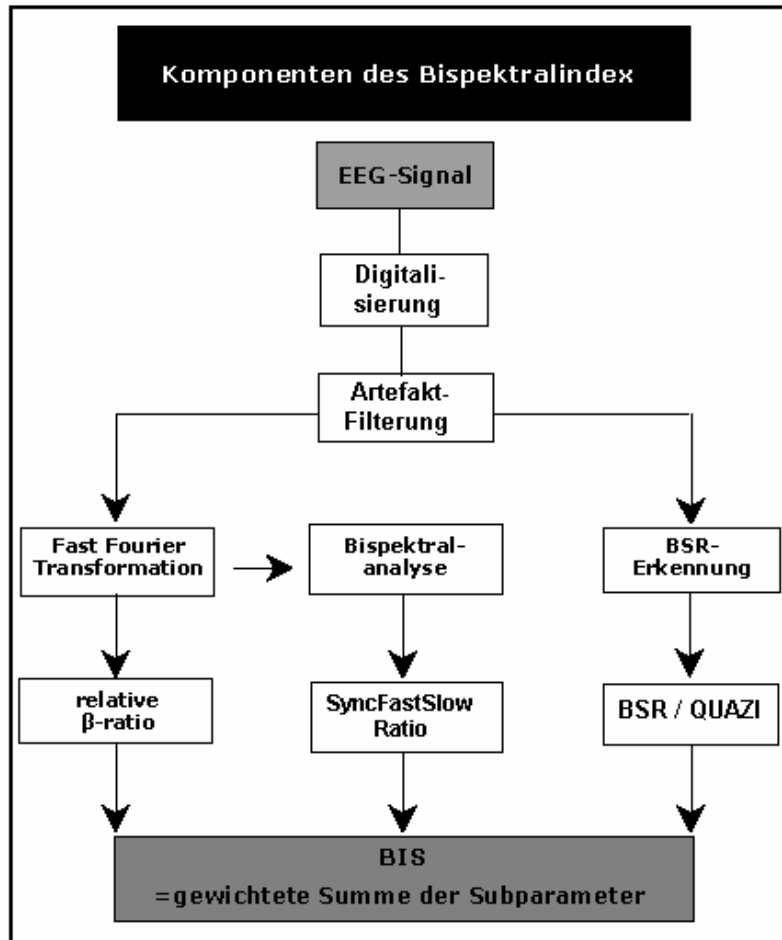 Komponenten des Bispektralindex
EEG-Signal
Digitali-
sierung
Artefakt-
Filterung
Fast Fourier
Transformation
Bispektral-
analyse
BSR-
Erkennung
relative
β-ratio
SyncFastSlow
Ratio
BSR / QUAZI
BIS
=gewichtete Summe der Subparameter